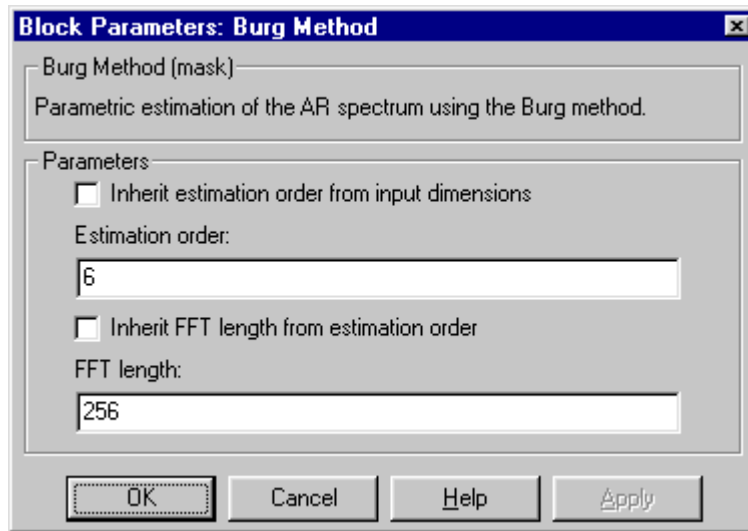 Block Parameters: Burg Method
Burg Method (mask)
Parametric estimation of the AR spectrum using the Burg method.
Parameters
Inherit estimation order from input dimensions
Estimation order:
6
Inherit FFT length from estimation order
FFT length:
256
OK Cancel Help Apply